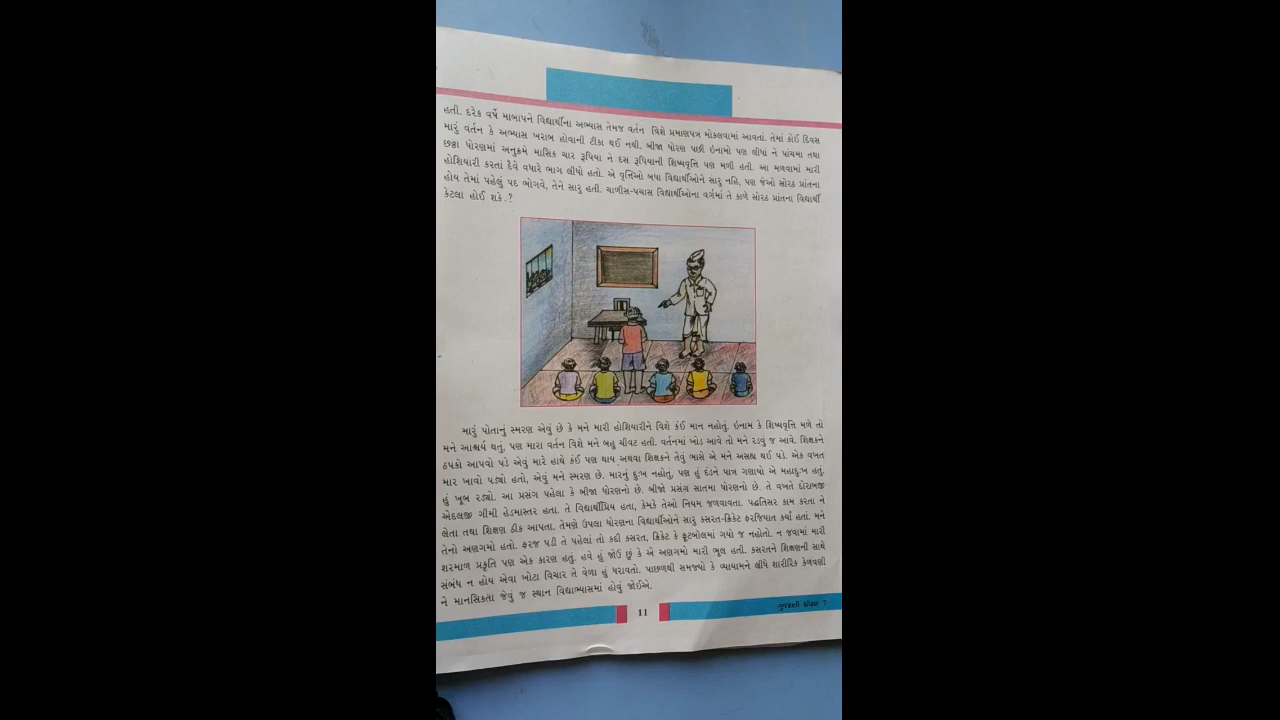 હતી. દરેક વર્ષે માબાપને વિદ્યાર્થીના અભ્યાસ તેમજ વર્તન વિશે પ્રમાણપત્ર મોકલવામાં આવતાં. તેમાં કોઈ દિવસ
મારું વર્તન કે અભ્યાસ ખરાબ હોવાની ટીકા થઈ નથી. બીજા ધોરણ પછી ઇનામો પણ લીધાં ને પાંચમા તથા
છઠ્ઠા ધોરણમાં અનુક્રમે માસિક ચાર રૂપિયા ને દસ રૂપિયાની શિષ્યવૃત્તિ પણ મળી હતી. આ મળવામાં મારી
હોશિયારી કરતાં દૈવે વધારે ભાગ લીધો હતો. એ વૃત્તિઓ બધા વિદ્યાર્થીઓને સારુ નહિ, પણ જેઓ સોરઠ પ્રાંતના
હોય તેમાં પહેલું પદ ભોગવે, તેને સારુ હતી. ચાળીસ-પચાસ વિદ્યાર્થીઓના વર્ગમાં તે કાળે સોરઠ પ્રાંતના વિદ્યાર્થી
કેટલા હોઈ શકે.?
મારું પોતાનું સ્મરણ એવું છે કે મને મારી હોશિયારીને વિશે કંઈ માન નહોતું. ઇનામ કે શિષ્યવૃત્તિ મળે તો
મને આશ્ચર્ય થતું, પણ મારા વર્તન વિશે મને બહુ ચીવટ હતી. વર્તનમાં ખોડ આવે તો મને રડવું જ આવે. શિક્ષકને
ઠપકો આપવો પડે એવું મારે હાથે કંઈ પણ થાય અથવા શિક્ષકને તેવું ભાસે એ મને અસહ્ય થઈ પડે. એક વખત
માર ખાવો પડ્યો હતો, એવું મને સ્મરણ છે. મારનું દુઃખ નહોતું, પણ હું દંડને પાત્ર ગણાયો એ મહાદુઃખ હતું.
હું ખૂબ રડ્યો. આ પ્રસંગ પહેલા કે બીજા ધોરણનો છે. બીજો પ્રસંગ સાતમા ધોરણનો છે. તે વખતે દોરાબજી
એદલજી ગીમી હેડમાસ્તર હતા. તે વિદ્યાર્થીપ્રિય હતા, કેમકે તેઓ નિયમ જળવાવતા. પદ્ધતિસર કામ કરતા ને
લેતા તથા શિક્ષણ ઠીક આપતા. તેમણે ઉપલા ધોરણના વિદ્યાર્થીઓને સારુ કસરત-ક્રિકેટ ફરજિયાત કર્યાં હતાં. મને
તેનો અણગમો હતો. ફરજ પડી તે પહેલાં તો કદી કસરત, ક્રિકેટ કે ફૂટબોલમાં ગયો જ નહોતો. ન જવામાં મારી
શરમાળ પ્રકૃતિ પણ એક કારણ હતું. હવે હું જોઉં છું કે એ અણગમો મારી ભૂલ હતી. કસરતને શિક્ષણની સાથે
સંબંધ ન હોય એવા ખોટા વિચાર તે વેળા હું ધરાવતો. પાછળથી સમજ્યો કે વ્યાયામને લીધે શારીરિક કેળવણી
ને માનસિકતા જેવું જ સ્થાન વિદ્યાભ્યાસમાં હોવું જોઈએ.
11
ગુજરાતી ધોરણ 7